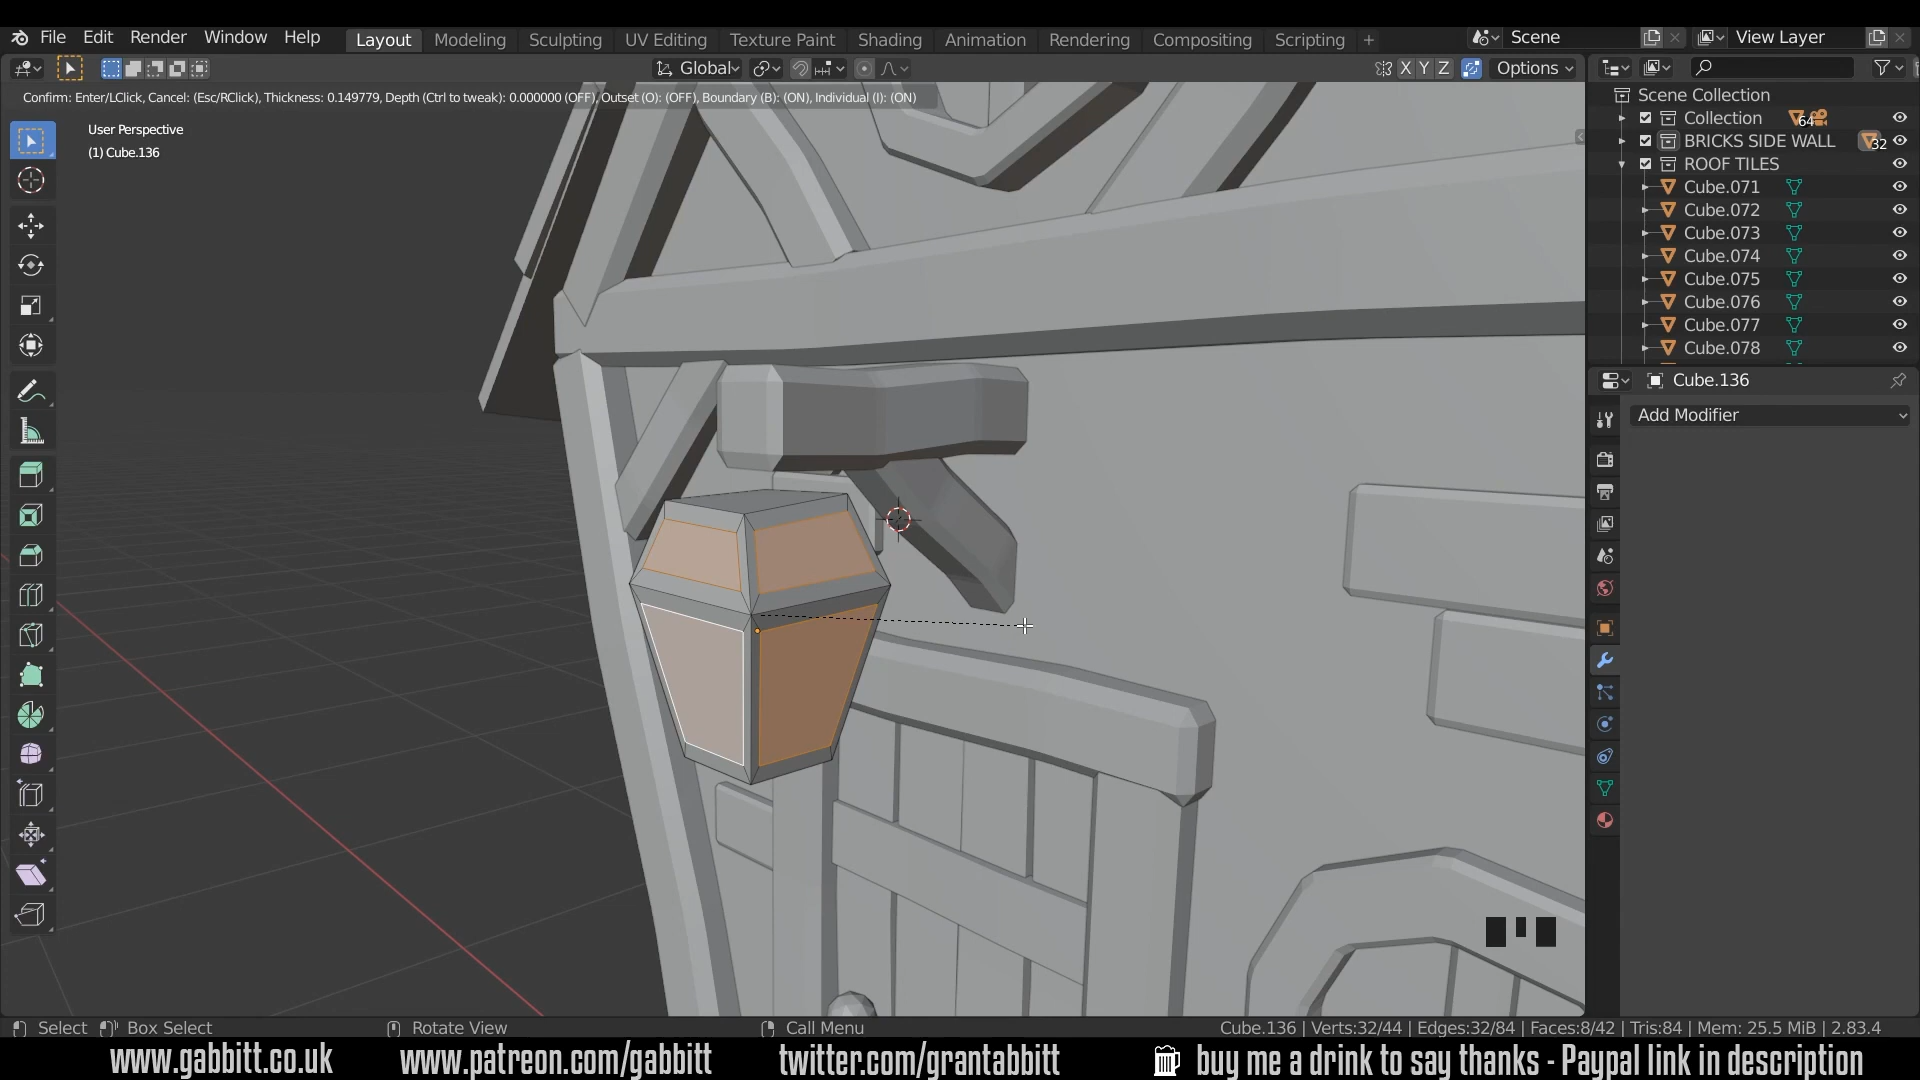 File Edit Render Window Help Layout Modeling Sculpting UV Editing Texture Paint Shading Animation Rendering Compositing Scripting + Scene View Layer
Global X Y Z Options
Confirm: Enter/LClick, Cancel: (Esc/RClick), Thickness: 0.149779, Depth (Ctrl to tweak): 0.000000 (OFF), Outset (O): (OFF), Boundary (B): (ON), Individual (I): (ON)
User Perspective
(1) Cube.136
Scene Collection
Collection 64
BRICKS SIDE WALL 32
ROOF TILES
Cube.071
Cube.072
Cube.073
Cube.074
Cube.075
Cube.076
Cube.077
Cube.078
Cube.136
Add Modifier
Select Box Select Rotate View Call Menu Cube.136 | Verts:32/44 | Edges:32/84 | Faces:8/42 | Tris:84 | Mem: 25.5 MiB | 2.83.4
www.gabbitt.co.uk www.patreon.com/gabbitt twitter.com/grantabbitt buy me a drink to say thanks - Paypal link in description